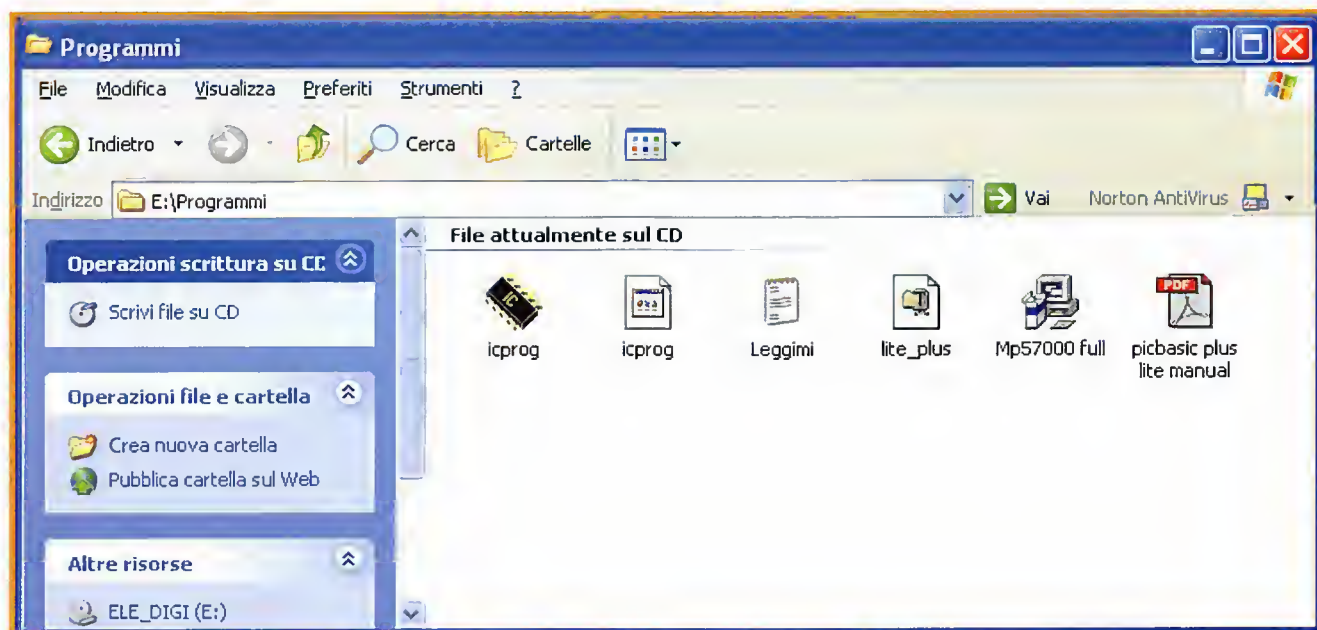 Programmi
File Modifica Visualizza Preferiti Strumenti ?
Indietro Cerca Cartelle
Indirizzo E:\Programmi Vai Norton AntiVirus
Operazioni scrittura su CD
Scrivi file su CD
Operazioni file e cartella
Crea nuova cartella
Pubblica cartella sul Web
Altre risorse
ELE_DIGI (E:)
File attualmente sul CD
IC
icprog
icprog
Leggimi
lite_plus
Mp57000 full
PDF
picbasic plus
lite manual